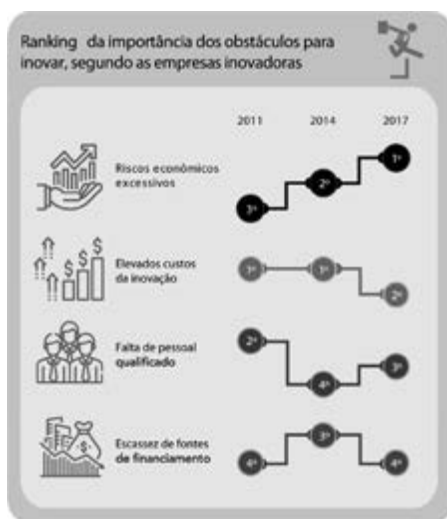 Ranking da importância dos obstáculos para
inovar, segundo as empresas inovadoras
2011 2014 2017
Riscos econômicos
excessivos
3º 2º 1º
Elevados custos
da inovação
1º 1º 2º
Falta de pessoal
qualificado
2º 4º 3º
Escassez de fontes
de financiamento
4º 3º 4º
$ $ $
$